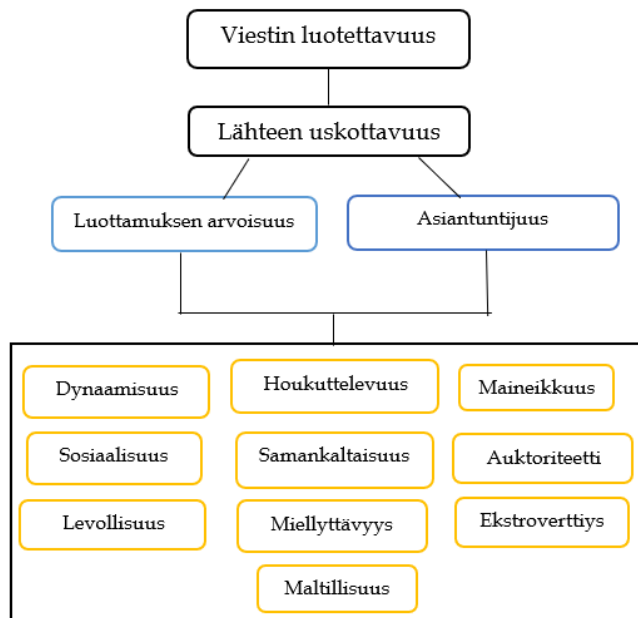 Viestin luotettavuus
Lähteen uskottavuus
Luottamuksen arvoisuus
Asiantuntijuus
Dynaamisuus
Houkuttelevuus
Maineikkuus
Sosiaalisuus
Samankaltaisuus
Auktoriteetti
Levollisuus
Miellyttävyys
Ekstroverttiys
Maltillisuus